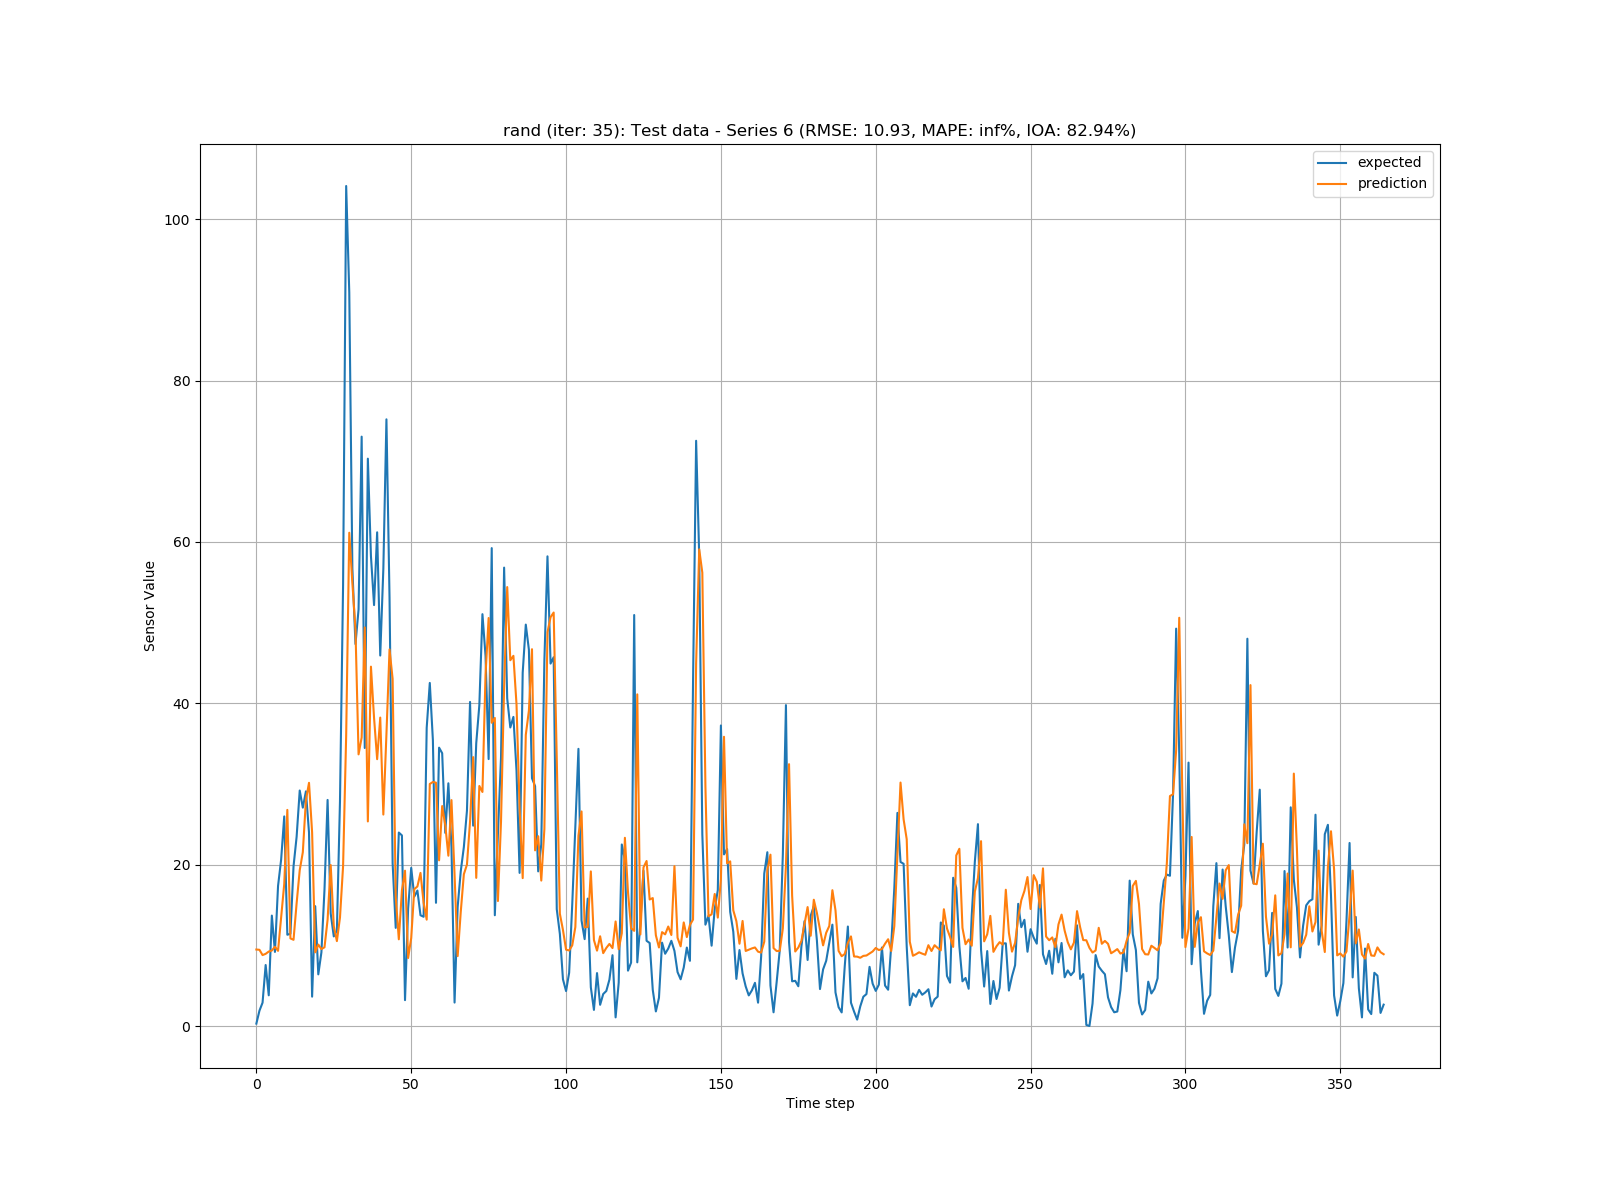 rand (iter: 35): Test data - Series 6 (RMSE: 10.93, MAPE: inf%, IOA: 82.94%)
expected
prediction
100
80
60
40
20
0
Sensor Value
0 50 100 150 200 250 300 350
Time step